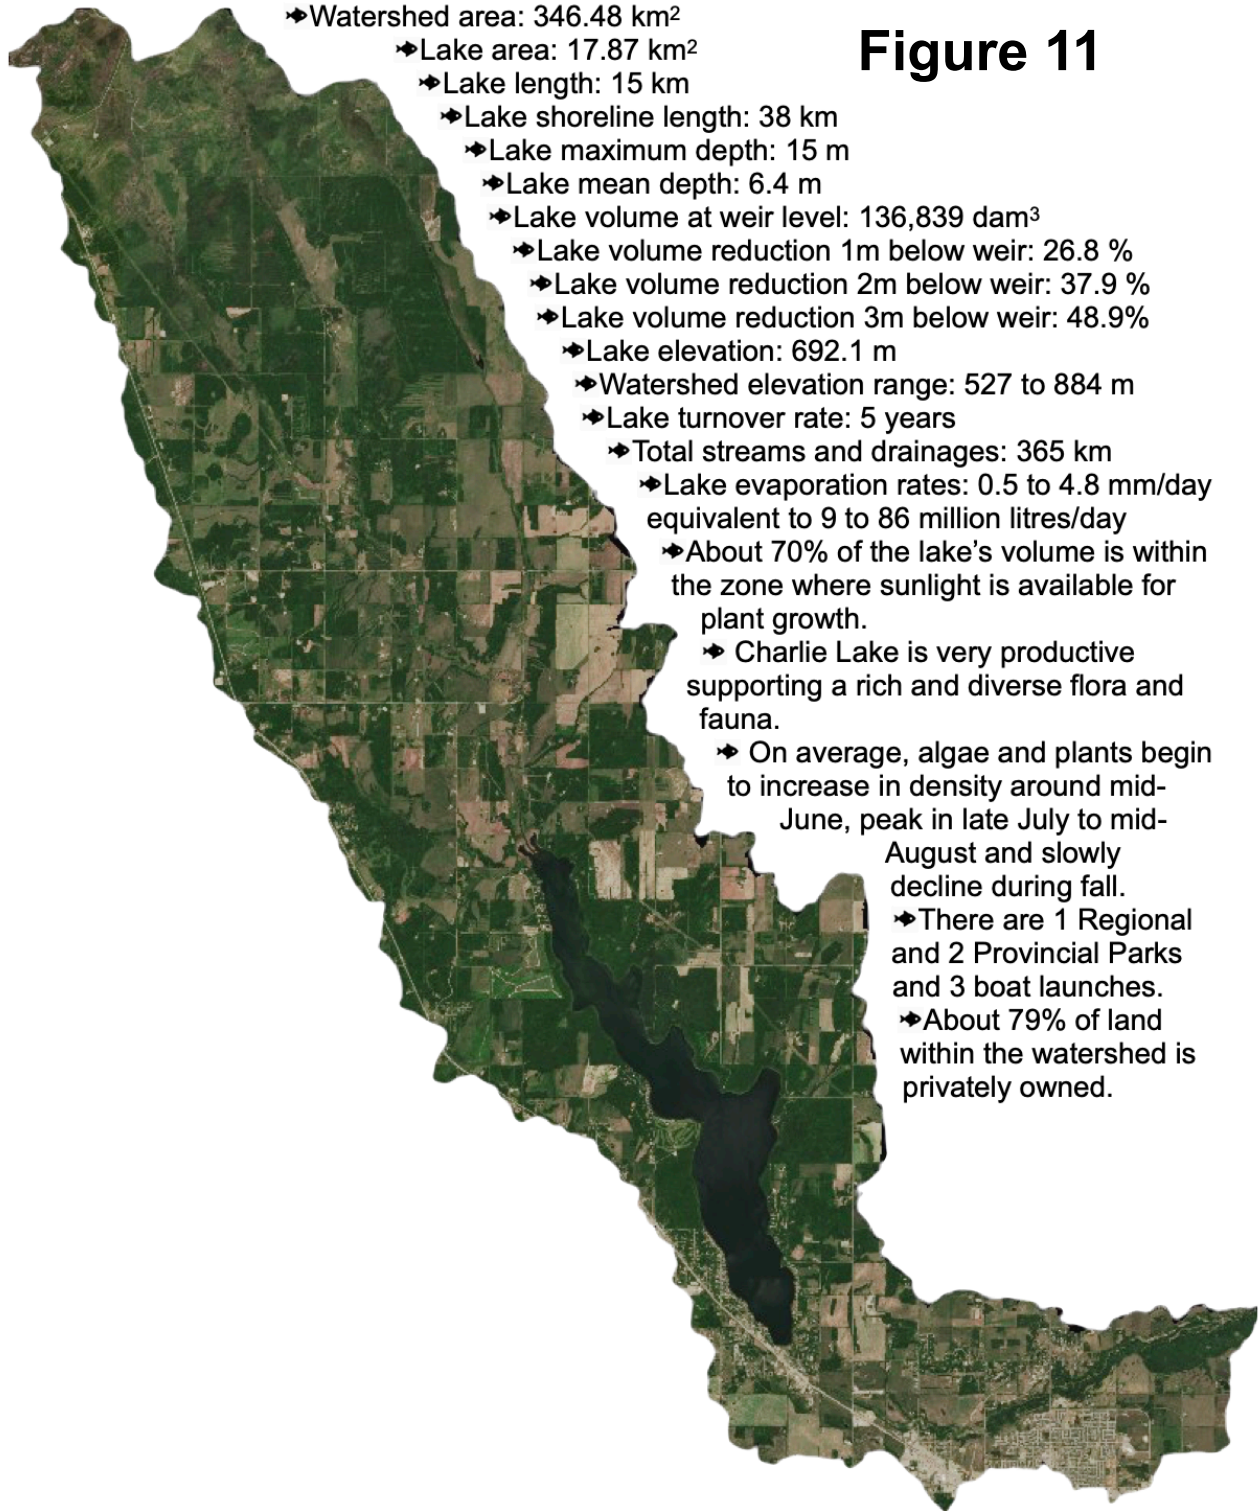 Watershed area: 346.48 km²
Figure 11
Lake area: 17.87 km²
Lake length: 15 km
Lake shoreline length: 38 km
Lake maximum depth: 15 m
Lake mean depth: 6.4 m
Lake volume at weir level: 136,839 dam³
Lake volume reduction 1m below weir: 26.8 %
Lake volume reduction 2m below weir: 37.9 %
Lake volume reduction 3m below weir: 48.9%
Lake elevation: 692.1 m
Watershed elevation range: 527 to 884 m
Lake turnover rate: 5 years
Total streams and drainages: 365 km
Lake evaporation rates: 0.5 to 4.8 mm/day
equivalent to 9 to 86 million litres/day
About 70% of the lake’s volume is within
the zone where sunlight is available for
plant growth.
Charlie Lake is very productive
supporting a rich and diverse flora and
fauna.
On average, algae and plants begin
to increase in density around mid-
June, peak in late July to mid-
August and slowly
decline during fall.
There are 1 Regional
and 2 Provincial Parks
and 3 boat launches.
About 79% of land
within the watershed is
privately owned.